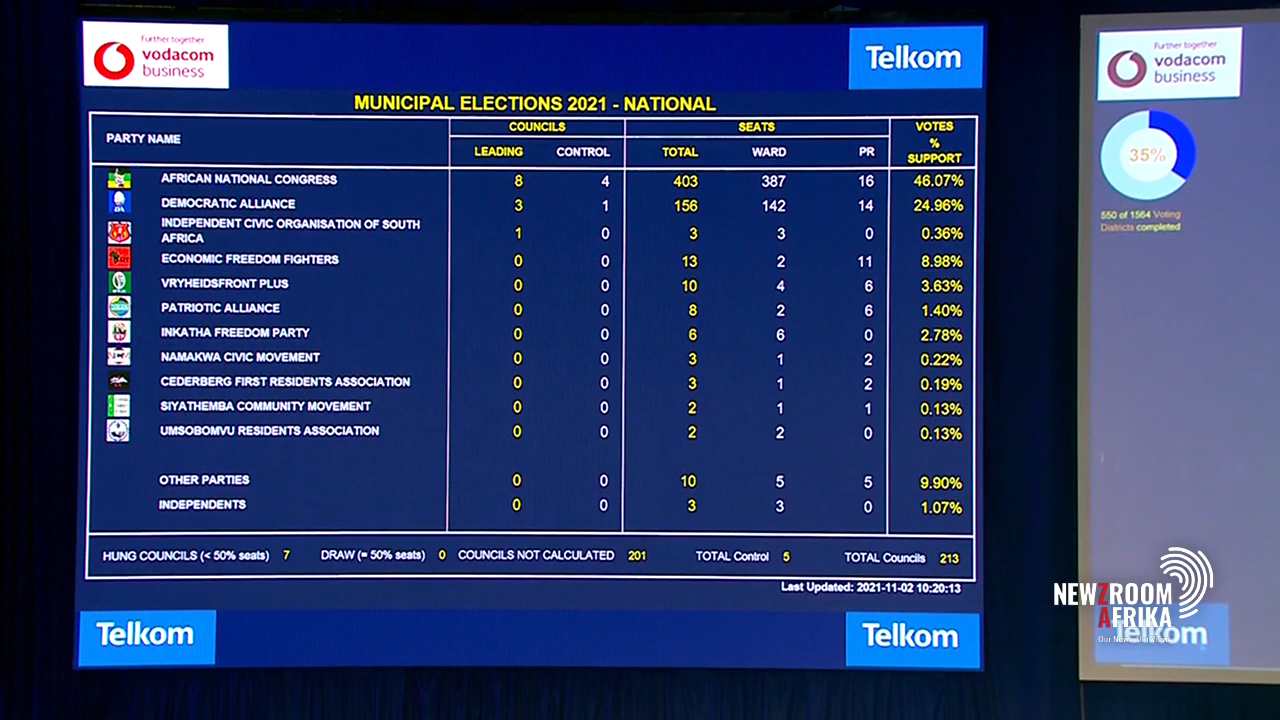 Further together
vodacom
business
Telkom
MUNICIPAL ELECTIONS 2021 - NATIONAL
PARTY NAME COUNCILS SEATS VOTES % SUPPORT
LEADING CONTROL TOTAL WARD PR
AFRICAN NATIONAL CONGRESS 8 4 403 387 16 46.07%
DEMOCRATIC ALLIANCE 3 1 156 142 14 24.96%
INDEPENDENT CIVIC ORGANISATION OF SOUTH
AFRICA 1 0 3 3 0 0.36%
ECONOMIC FREEDOM FIGHTERS 0 0 13 2 11 8.98%
VRYHEIDSFRONT PLUS 0 0 10 4 6 3.63%
PATRIOTIC ALLIANCE 0 0 8 2 6 1.40%
INKATHA FREEDOM PARTY 0 0 6 6 0 2.78%
NAMAKWA CIVIC MOVEMENT 0 0 3 1 2 0.22%
CEDERBERG FIRST RESIDENTS ASSOCIATION 0 0 3 1 2 0.19%
SIYATHEMBA COMMUNITY MOVEMENT 0 0 2 1 1 0.13%
UMSOBOMVU RESIDENTS ASSOCIATION 0 0 2 2 0 0.13%
OTHER PARTIES 0 0 10 5 5 9.90%
INDEPENDENTS 0 0 3 3 0 1.07%
HUNG COUNCILS (< 50% seats) 7 DRAW (= 50% seats) 0 COUNCILS NOT CALCULATED 201 TOTAL Control 5 TOTAL Councils 213
Last Updated: 2021-11-02 10:20:13
Telkom
Telkom
Further together
vodacom
business
35%
550 of 1564 Voting
Districts completed
NEWZROOM
AFRIKA
Telkom